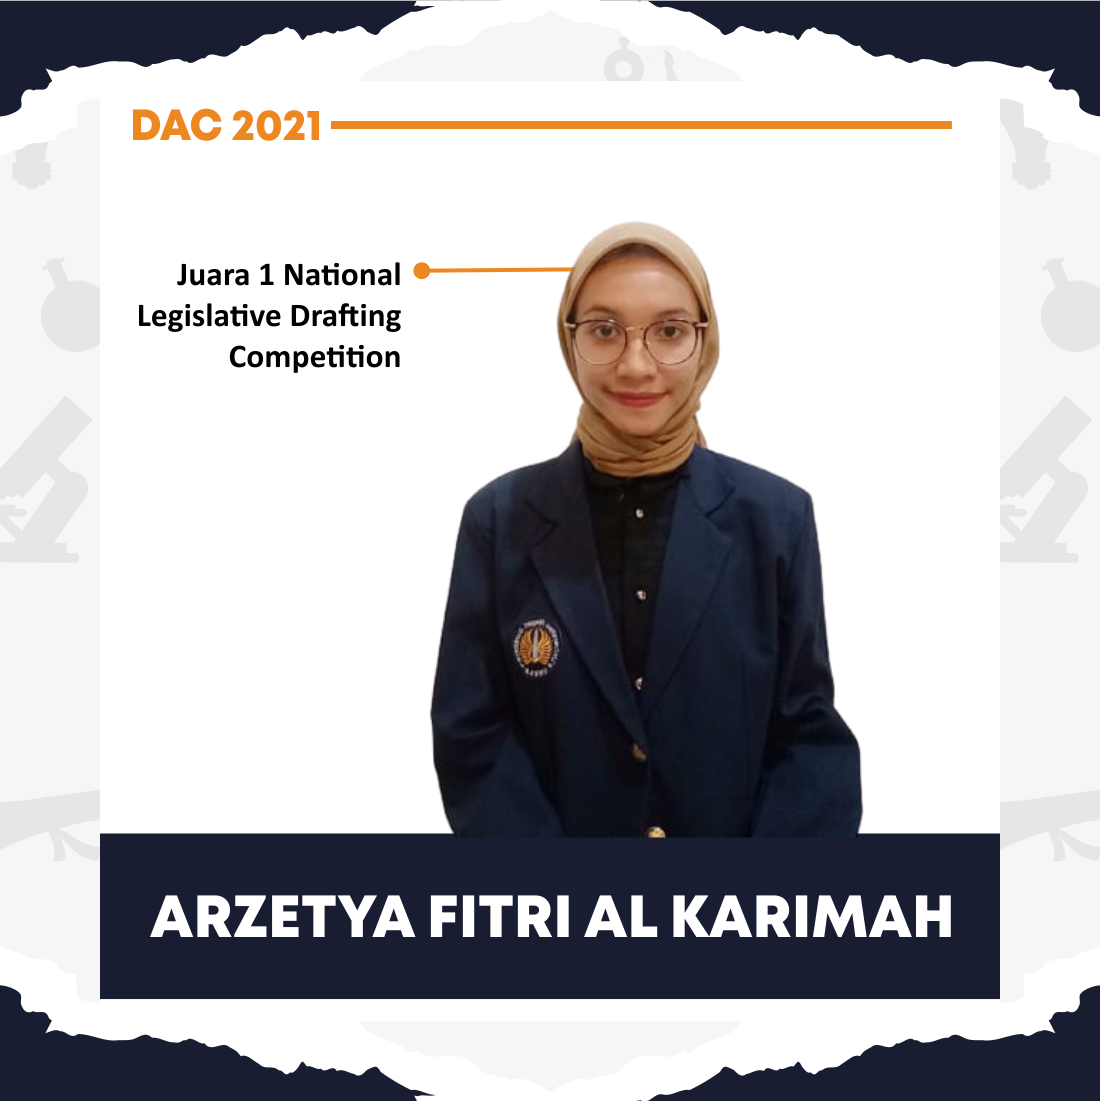 DAC 2021
Juara 1 National
Legislative Drafting
Competition
ARZETYA FITRI AL KARIMAH